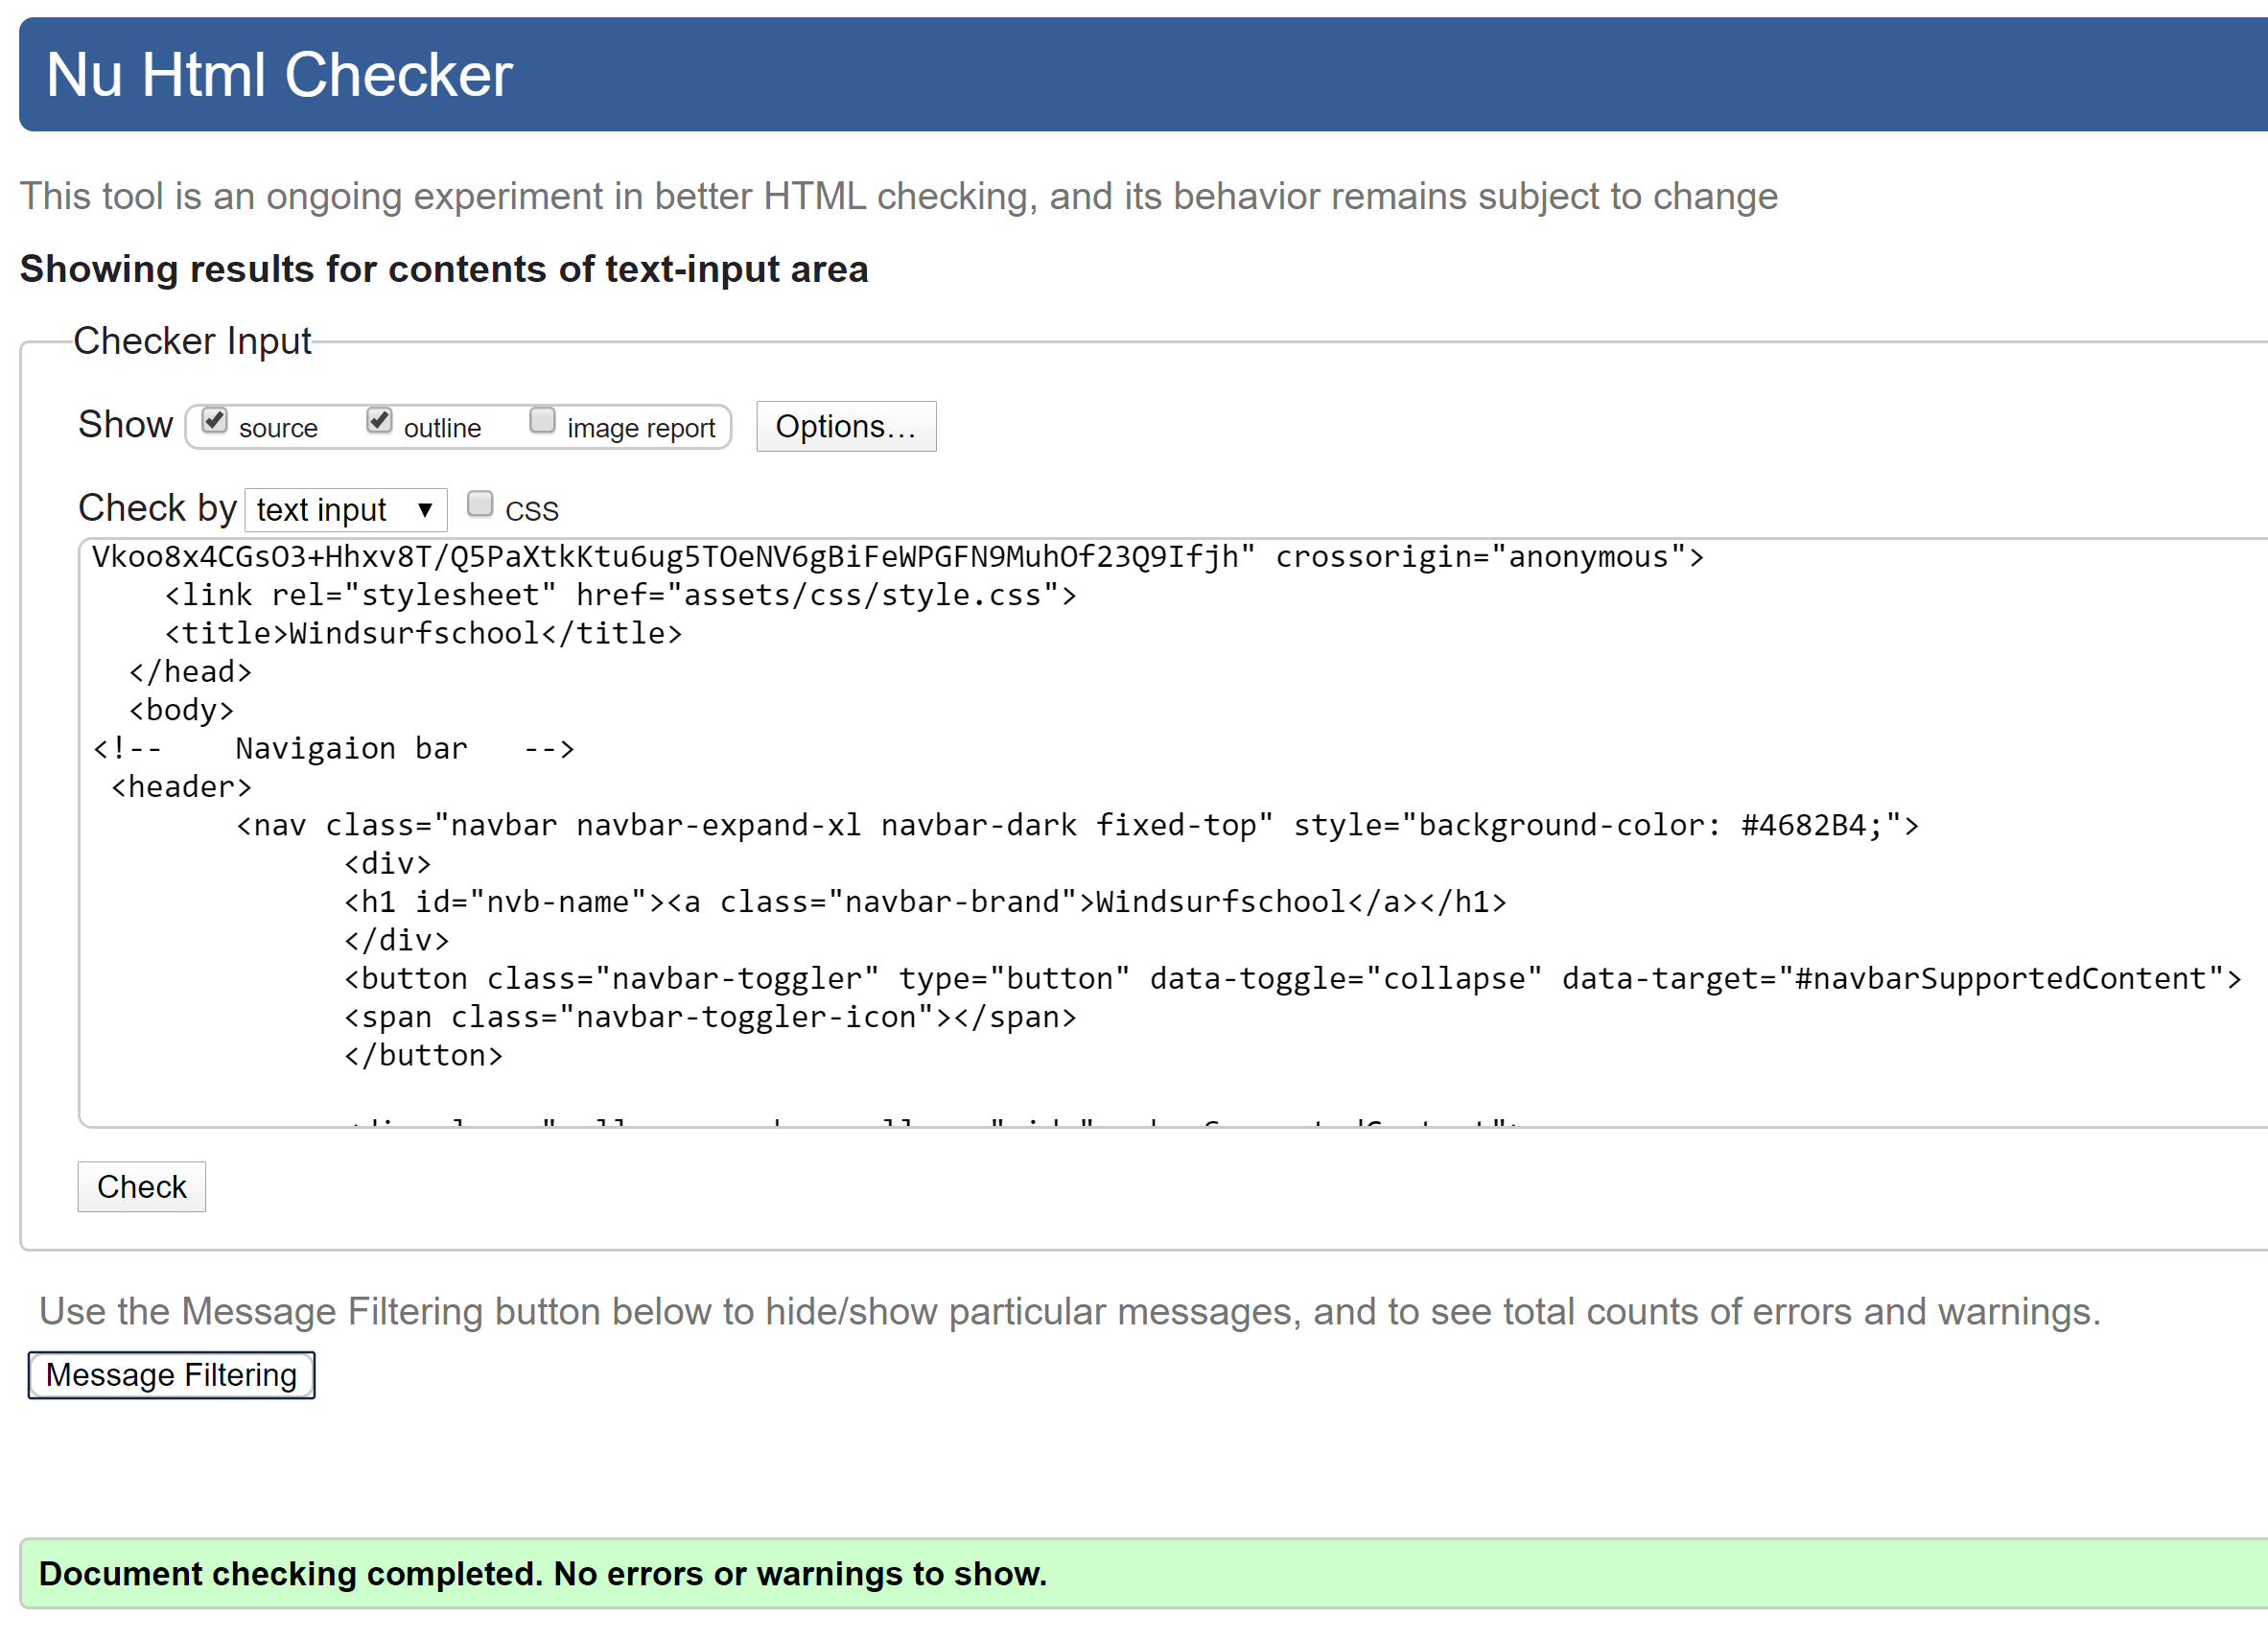 Nu Html Checker
This tool is an ongoing experiment in better HTML checking, and its behavior remains subject to change
Showing results for contents of text-input area
Checker Input
Show source outline image report Options...
Check by text input ▼ CSS
Vkoo8x4CGsO3+Hhxv8T/Q5PaXtkKtu6ug5TOeNV6gBiFeWPGFN9MuhOf23Q9Ifjh" crossorigin="anonymous">
    <link rel="stylesheet" href="assets/css/style.css">
    <title>Windsurfschool</title>
  </head>
  <body>
<!--    Navigaion bar   -->
 <header>
        <nav class="navbar navbar-expand-xl navbar-dark fixed-top" style="background-color: #4682B4;">
              <div>
              <h1 id="nvb-name"><a class="navbar-brand">Windsurfschool</a></h1>
              </div>
              <button class="navbar-toggler" type="button" data-toggle="collapse" data-target="#navbarSupportedContent">
              <span class="navbar-toggler-icon"></span>
              </button>
Check
Use the Message Filtering button below to hide/show particular messages, and to see total counts of errors and warnings.
Message Filtering
Document checking completed. No errors or warnings to show.